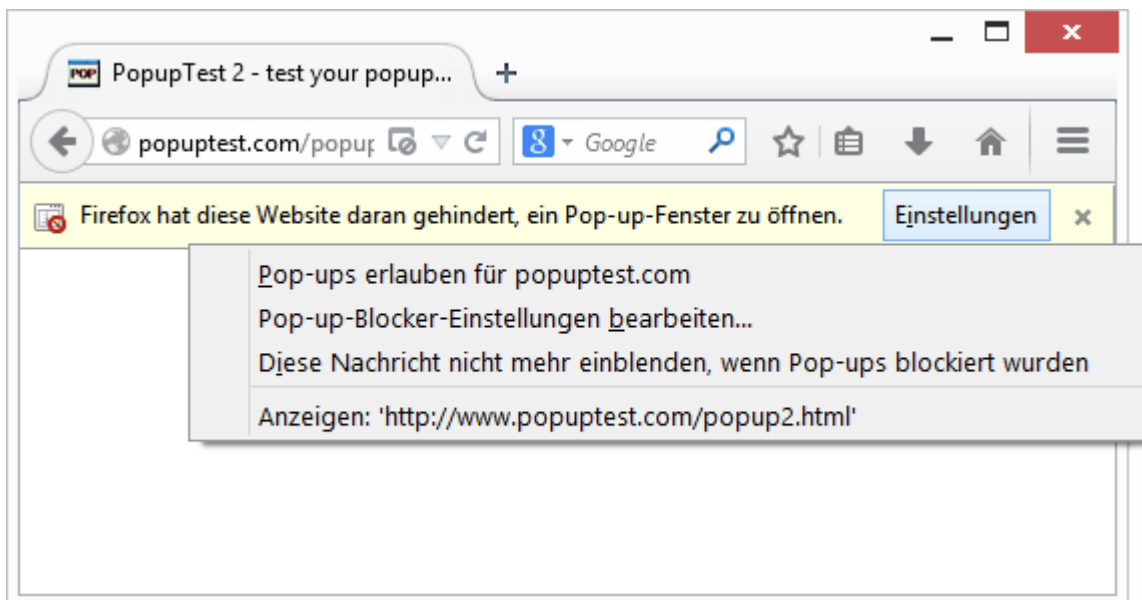 POP PopupTest 2 - test your popup... +
popuptest.com/popup 8 Google
Firefox hat diese Website daran gehindert, ein Pop-up-Fenster zu öffnen. Einstellungen
Pop-ups erlauben für popuptest.com
Pop-up-Blocker-Einstellungen bearbeiten...
Diese Nachricht nicht mehr einblenden, wenn Pop-ups blockiert wurden
Anzeigen: 'http://www.popuptest.com/popup2.html'